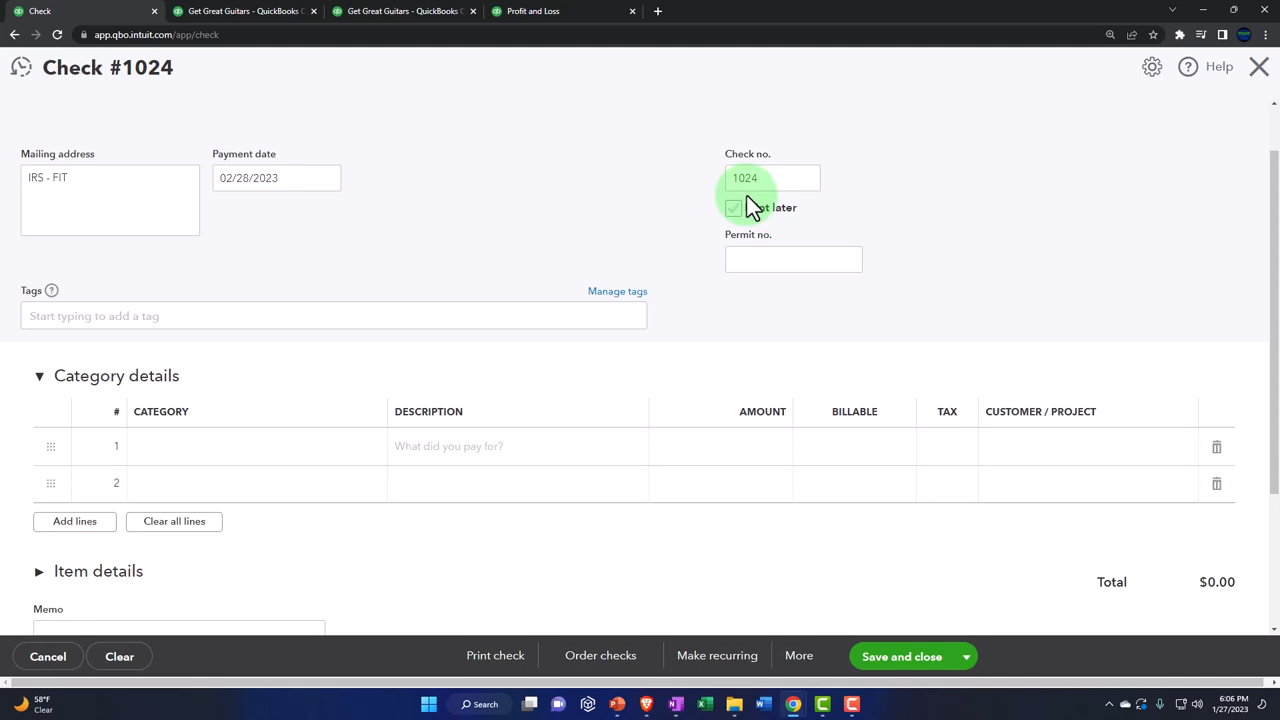 Check
Get Great Guitars - QuickBooks C
Get Great Guitars - QuickBooks C
Profit and Loss
app.qbo.intuit.com/app/check
Check #1024
Help
Mailing address
Payment date
Check no.
IRS - FIT
02/28/2023
1024
later
Permit no.
Tags
Manage tags
Start typing to add a tag
Category details
# CATEGORY DESCRIPTION AMOUNT BILLABLE TAX CUSTOMER / PROJECT
1 What did you pay for?
2
Add lines Clear all lines
Item details
Total $0.00
Memo
Cancel Clear Print check Order checks Make recurring More Save and close
58°F
Clear
Search
6:06 PM
1/27/2023